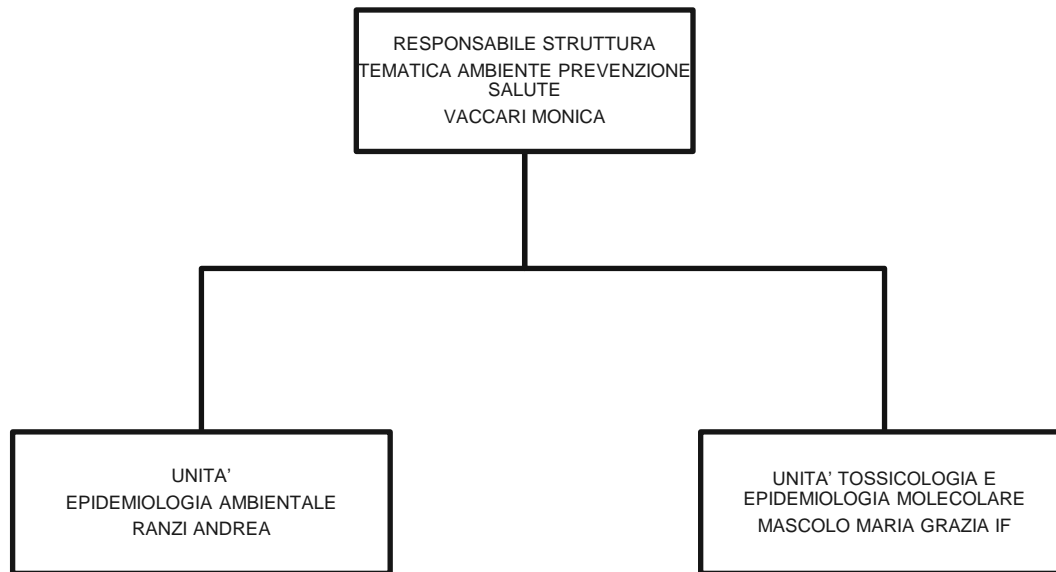 RESPONSABILE STRUTTURA
TEMATICA AMBIENTE PREVENZIONE
SALUTE
VACCARI MONICA
UNITA’
EPIDEMIOLOGIA AMBIENTALE
RANZI ANDREA
UNITA’ TOSSICOLOGIA E
EPIDEMIOLOGIA MOLECOLARE
MASCOLO MARIA GRAZIA IF